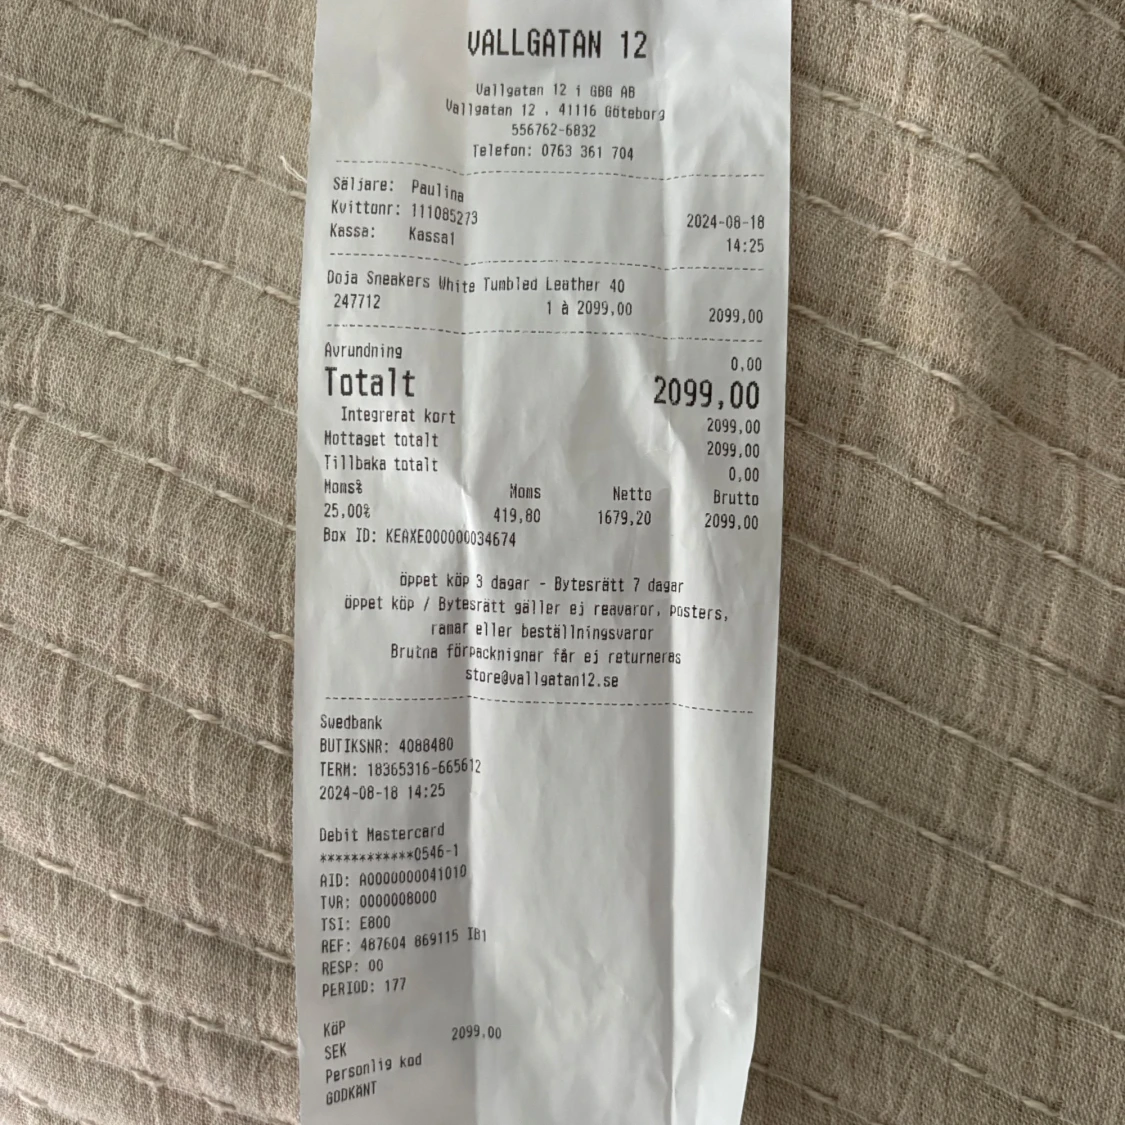 VALLGATAN 12
Vallgatan 12 i GBG AB
Vallgatan 12 , 41116 Göteborg
556762-6832
Telefon: 0763 361 704
Säljare: Paulina
Kvittonr: 111085273 2024-08-18
Kassa: Kassa1 14:25
Doja Sneakers White Tumbled Leather 40
247712 1 à 2099,00 2099,00
Avrundning 0,00
Totalt 2099,00
Integrerat kort 2099,00
Mottaget totalt 2099,00
Tillbaka totalt 0,00
Moms% Moms Netto Brutto
25,00% 419,80 1679,20 2099,00
Box ID: KEAXE000000034674
öppet köp 3 dagar - Bytesrätt 7 dagar
öppet köp / Bytesrätt gäller ej reavaror, posters,
ramar eller beställningsvaror
Brutna förpacknignar får ej returneras
store@vallgatan12.se
Swedbank
BUTIKSNR: 4088480
TERM: 18365316-665612
2024-08-18 14:25
Debit Mastercard
************0546-1
AID: A0000000041010
TVR: 0000008000
TSI: E800
REF: 487604 869115 IB1
RESP: 00
PERIOD: 177
KÖP 2099.00
SEK
Personlig kod
GODKÄNT